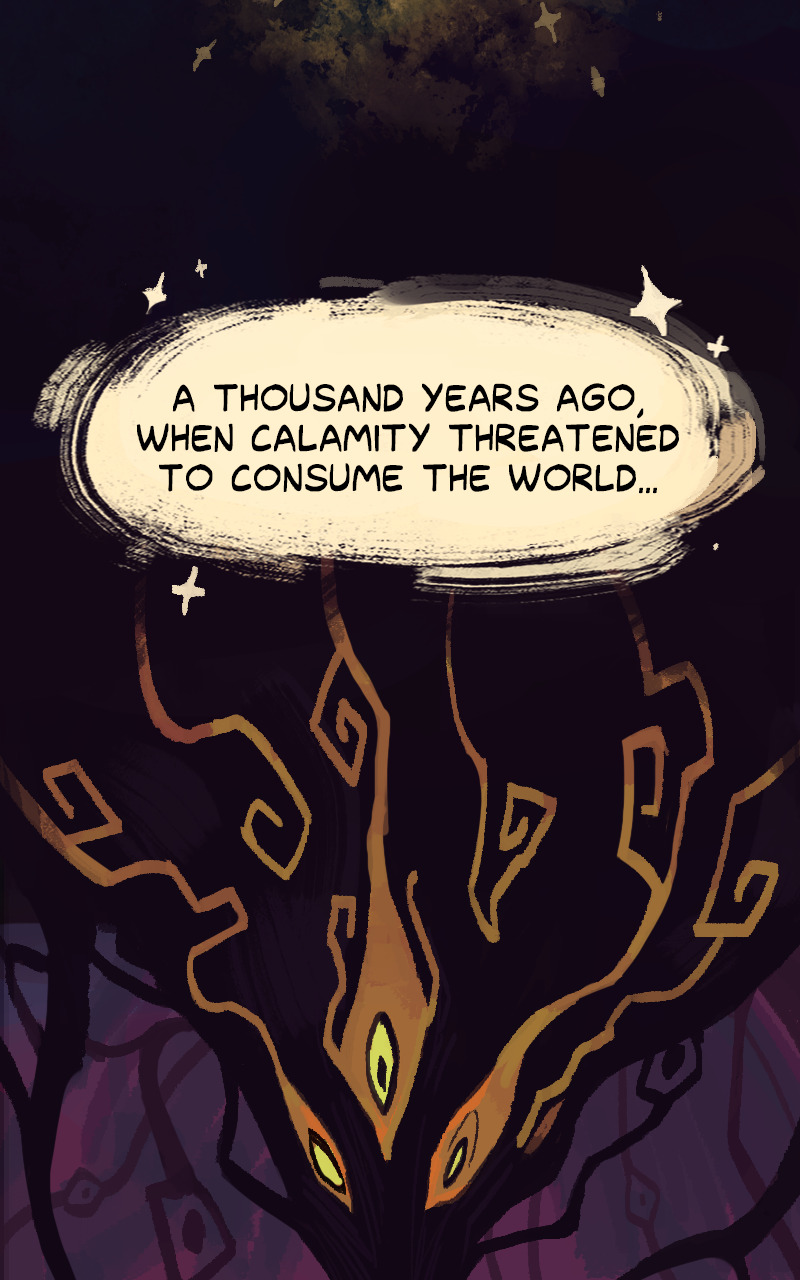 A THOUSAND YEARS AGO,
WHEN CALAMITY THREATENED
TO CONSUME THE WORLD...